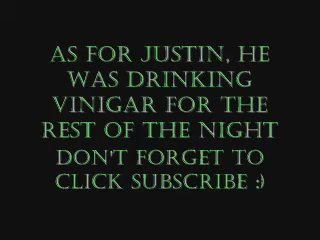 AS FOR JUSTIN, HE
WAS DRINKING
VINIGAR FOR THE
REST OF THE NIGHT
DON'T FORGET TO
CLICK SUBSCRIBE :)